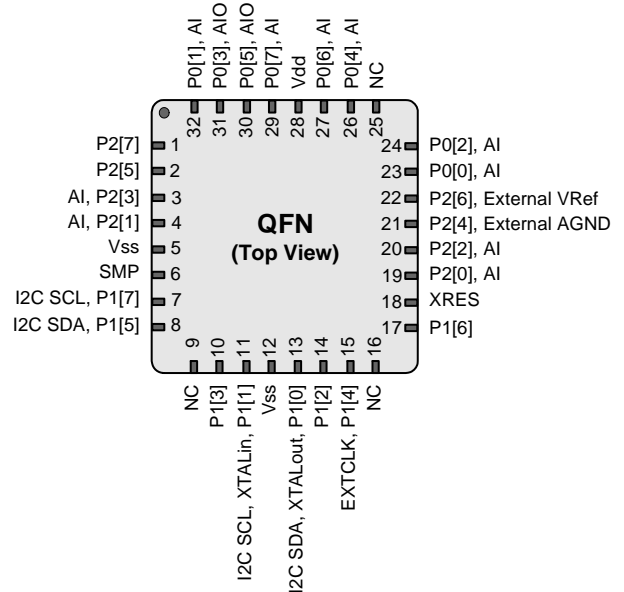 P0[1], AI
P0[3], AIO
P0[5], AIO
P0[7], AI
Vdd
P0[6], AI
P0[4], AI
NC
32
31
30
29
28
27
26
25
P2[7] 1
P2[5] 2
AI, P2[3] 3
AI, P2[1] 4
Vss 5
SMP 6
I2C SCL, P1[7] 7
I2C SDA, P1[5] 8
QFN
(Top View)
24 P0[2], AI
23 P0[0], AI
22 P2[6], External VRef
21 P2[4], External AGND
20 P2[2], AI
19 P2[0], AI
18 XRES
17 P1[6]
9
10
11
12
13
14
15
16
NC
P1[3]
I2C SCL, XTALin, P1[1]
Vss
I2C SDA, XTALout, P1[0]
P1[2]
EXTCLK, P1[4]
NC